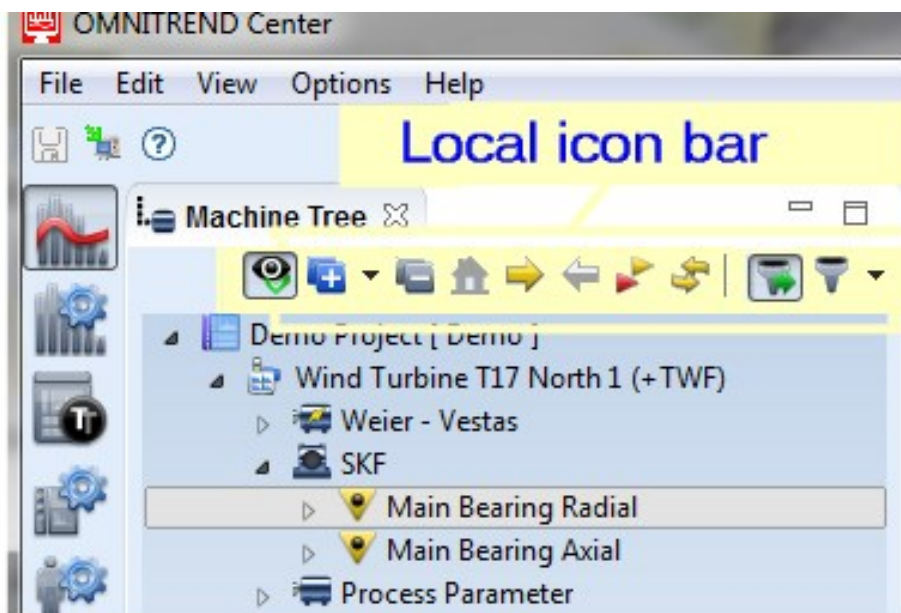 OMNITREND Center
File Edit View Options Help
Local icon bar
Machine Tree
Demo Project [ Demo ]
Wind Turbine T17 North 1 (+TWF)
Weier - Vestas
SKF
Main Bearing Radial
Main Bearing Axial
Process Parameter